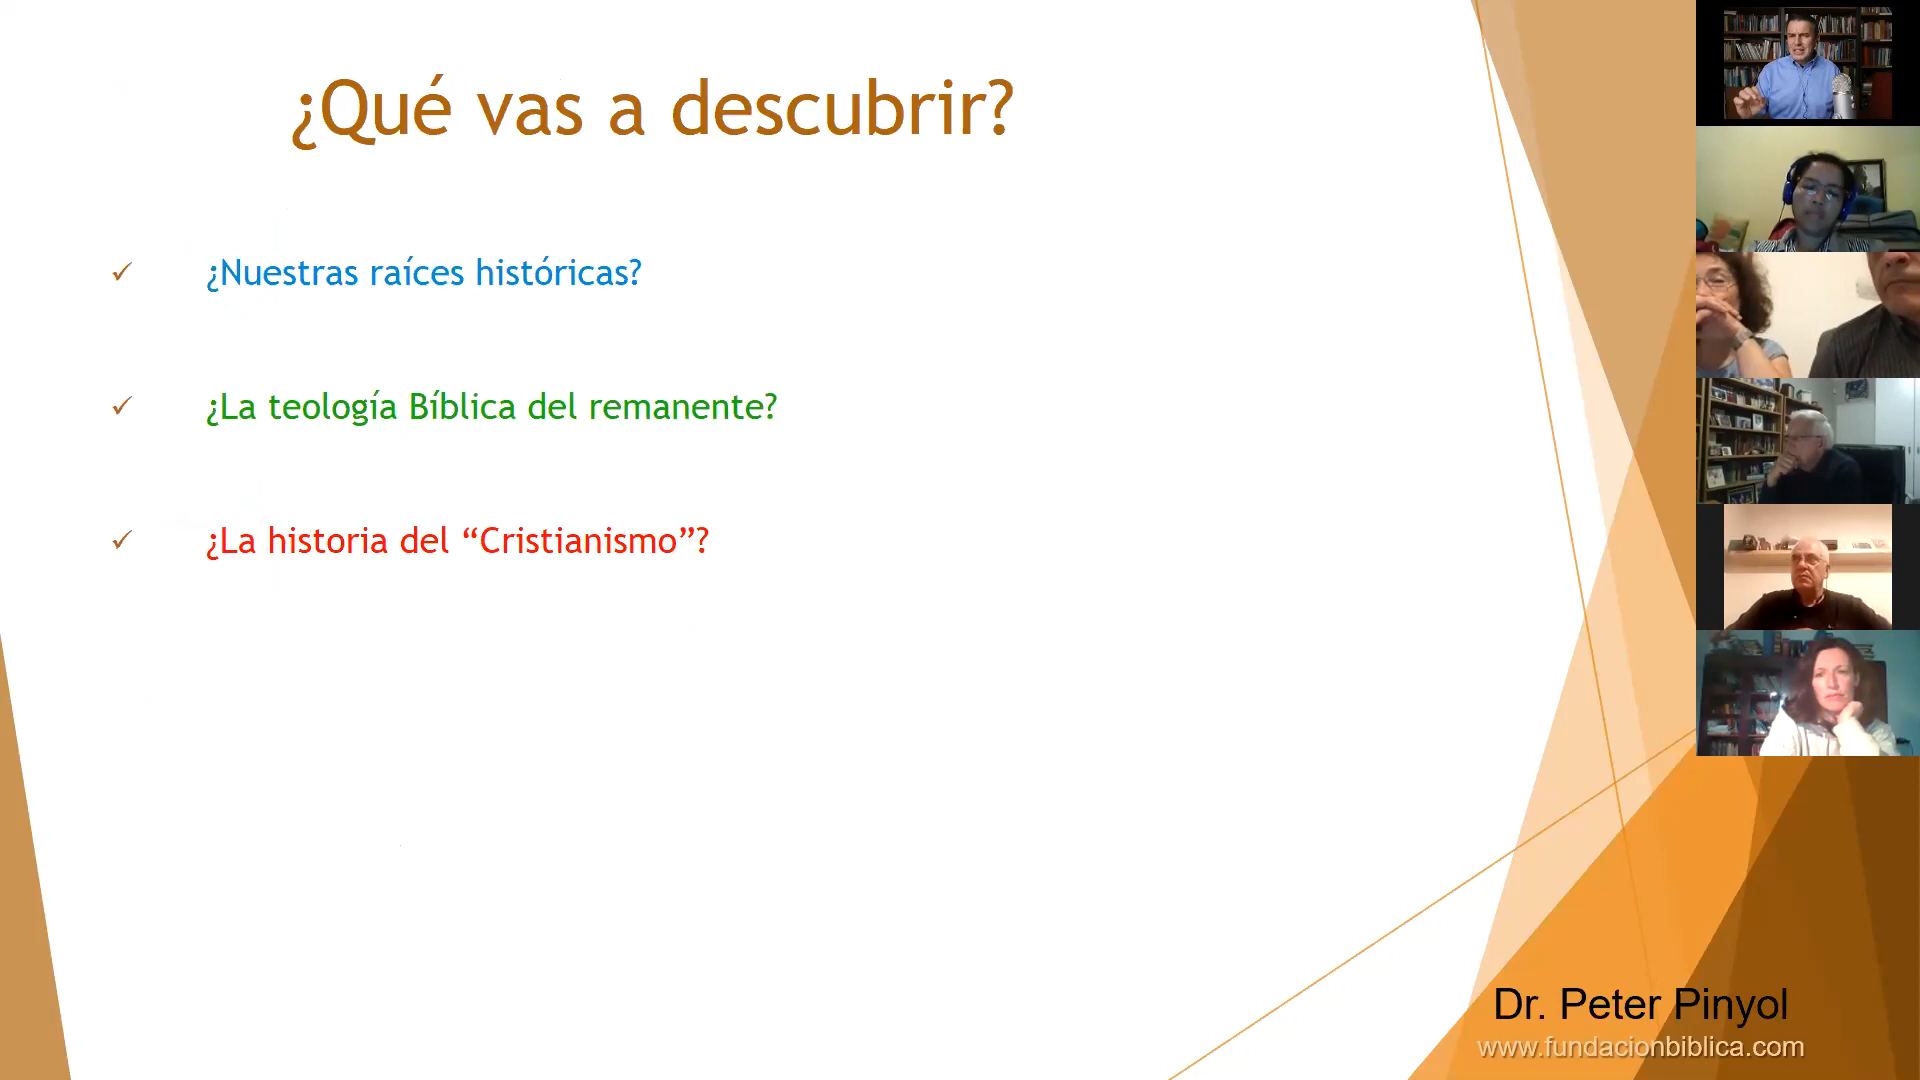 ¿Qué vas a descubrir?
¿Nuestras raíces históricas?
¿La teología Bíblica del remanente?
¿La historia del “Cristianismo”?
Dr. Peter Pinyol
www.fundacionbiblica.com